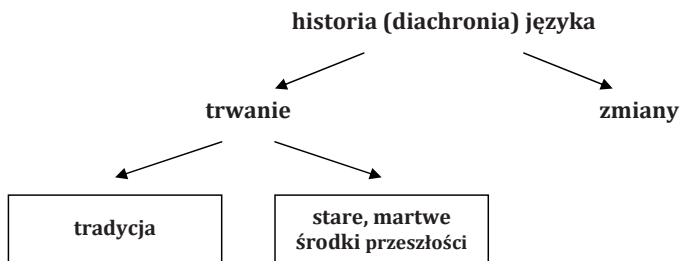 historia (diachronia) języka
trwanie
zmiany
tradycja
stare, martwe
środki przeszłości